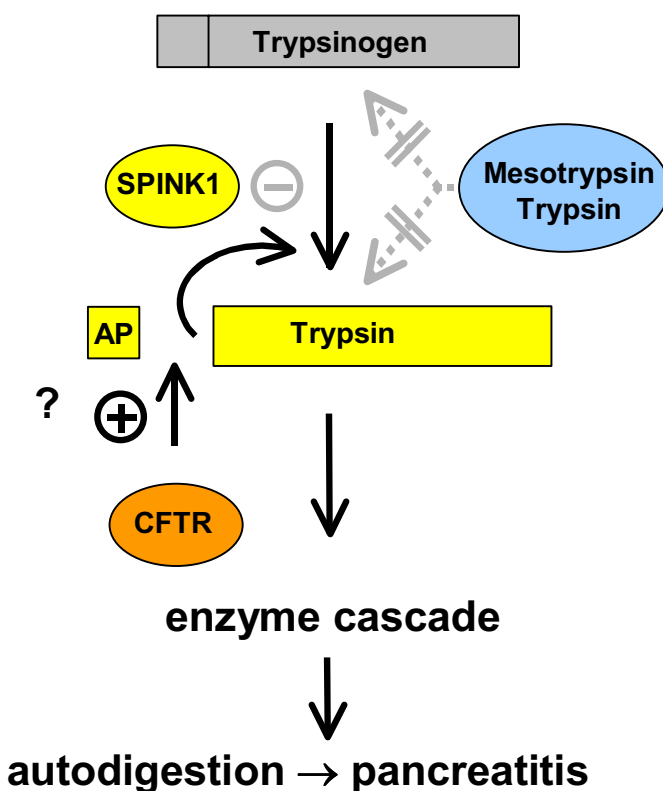 Trypsinogen
SPINK1
Mesotrypsin
Trypsin
AP
Trypsin
?
CFTR
enzyme cascade
autodigestion → pancreatitis